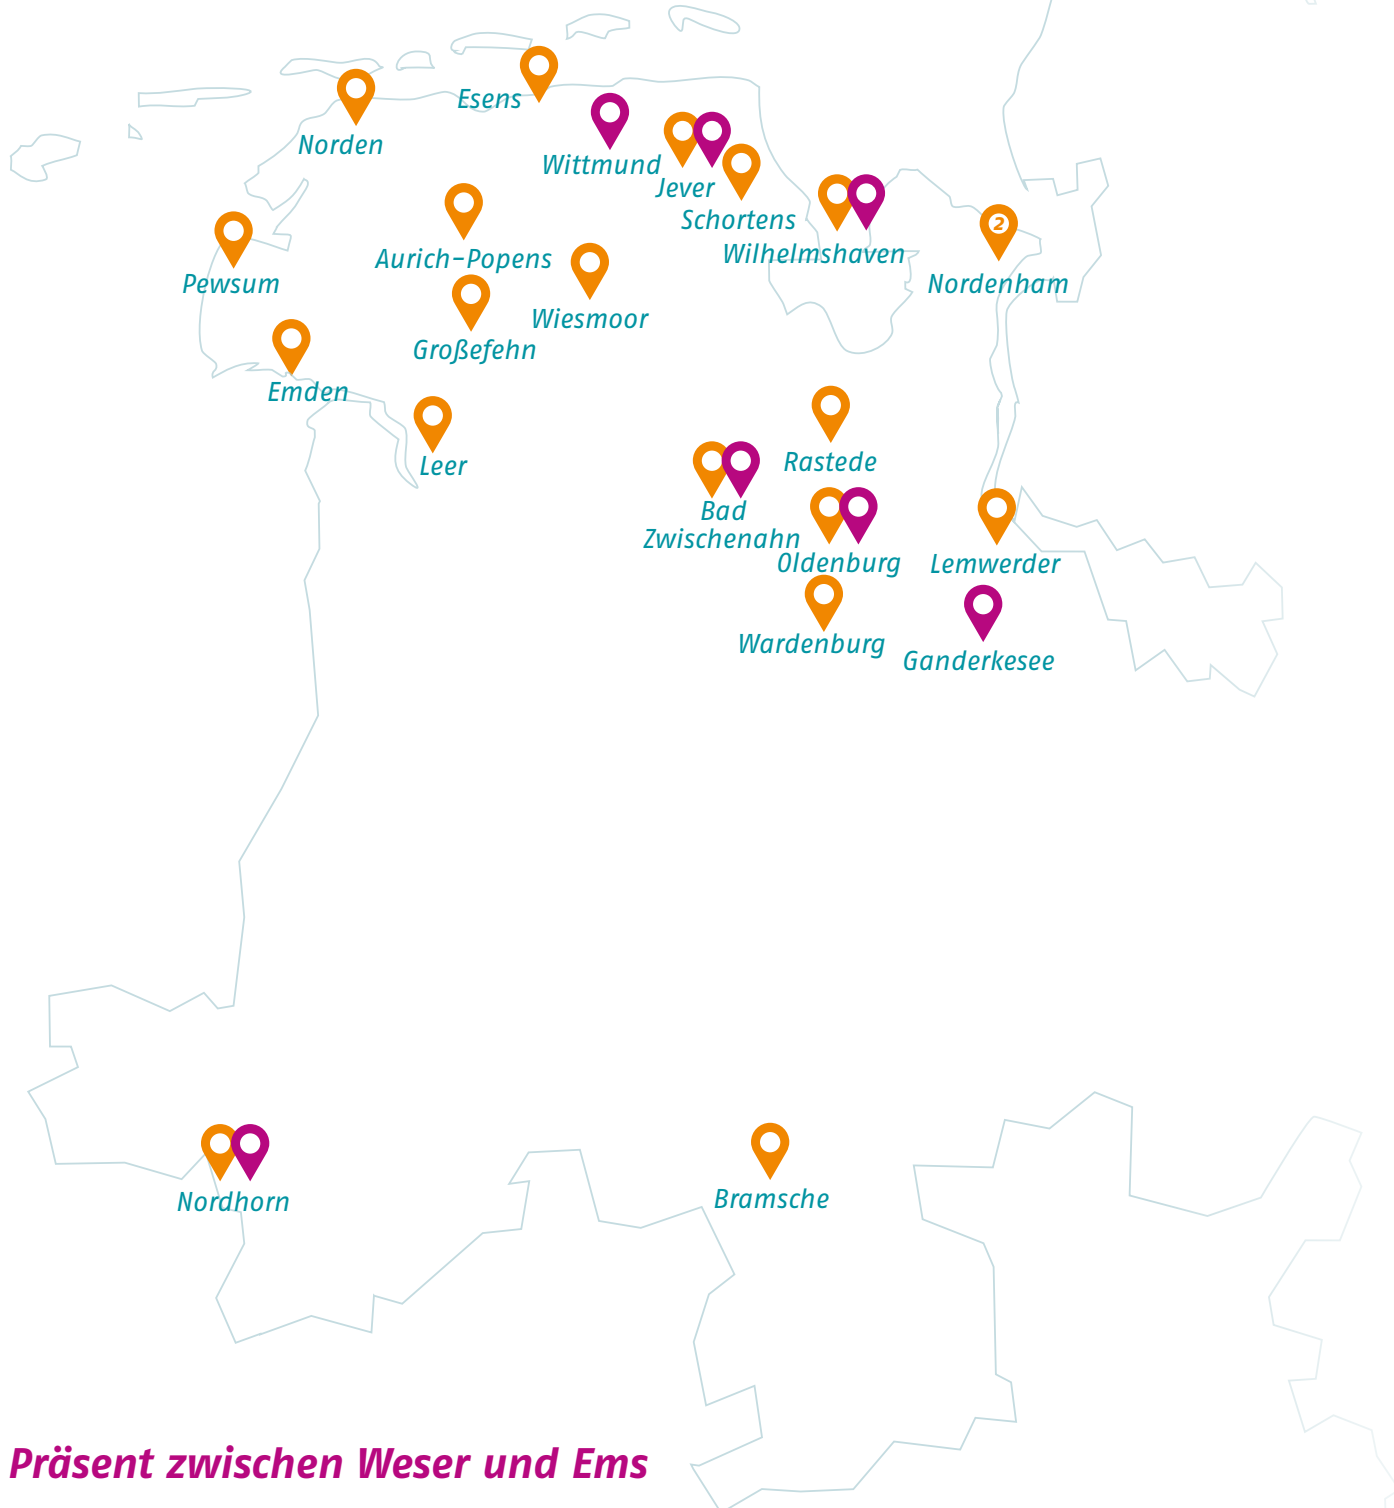 Esens
Norden
Wittmund
Jever
Schortens
Wilhelmshaven
2
Aurich-Popens
Pewsum
Nordenham
Wiesmoor
Großefehn
Emden
Leer
Rastede
Bad
Zwischenahn
Oldenburg
Lemwerder
Wardenburg
Ganderkesee
Nordhorn
Bramsche
Präsent zwischen Weser und Ems